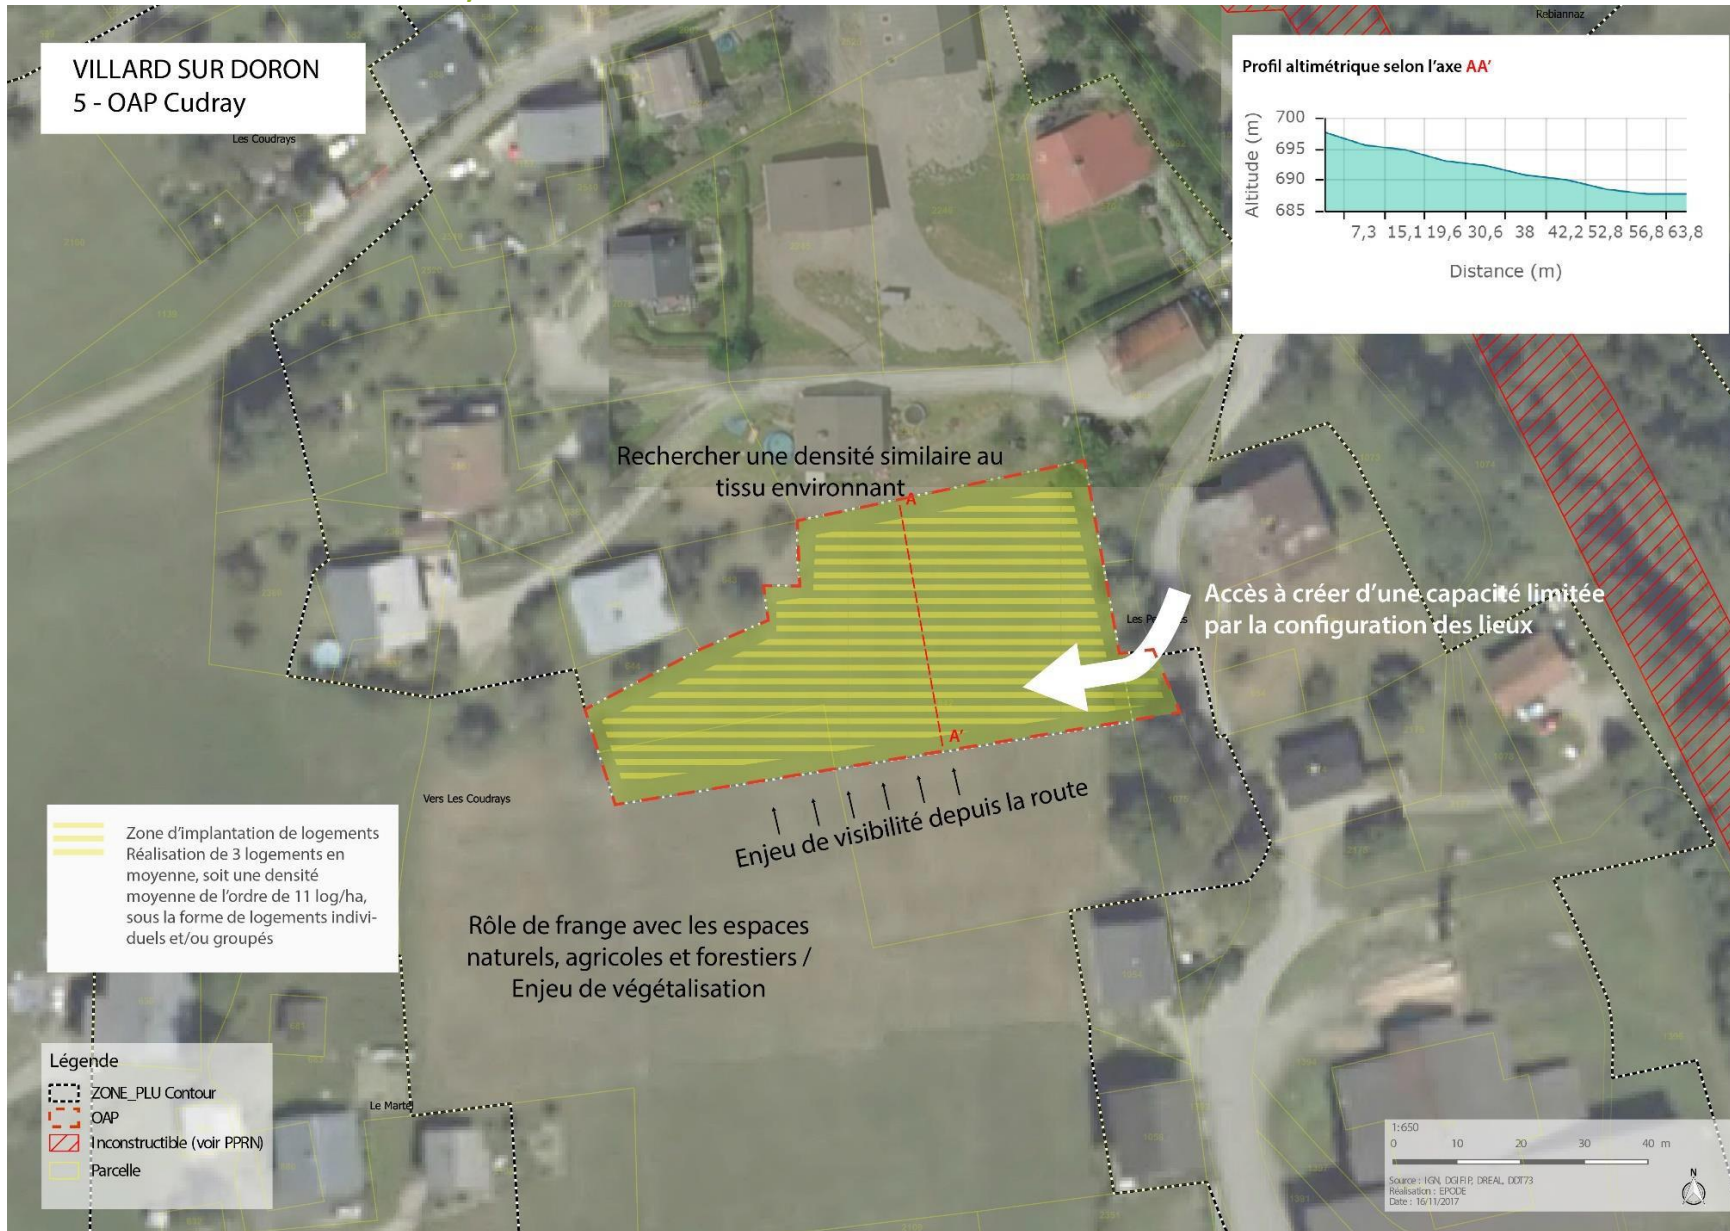 VILLARD SUR DORON
5 - OAP Cudray
Les Coudrays
Rebiannaz
Profil altimétrique selon l'axe AA'
Altitude (m)
700
695
690
685
7,3 15,1 19,6 30,6 38 42,2 52,8 56,8 63,8
Distance (m)
Rechercher une densité similaire au
tissu environnant
A
Accès à créer d'une capacité limitée
par la configuration des lieux
A'
Vers Les Coudrays
Enjeu de visibilité depuis la route
Zone d'implantation de logements
Réalisation de 3 logements en
moyenne, soit une densité
moyenne de l'ordre de 11 log/ha,
sous la forme de logements indivi-
duels et/ou groupés
Rôle de frange avec les espaces
naturels, agricoles et forestiers /
Enjeu de végétalisation
Légende
ZONE_PLU Contour
OAP
Inconstructible (voir PPRN)
Parcelle
Le Martel
1:650
0 10 20 30 40 m
Source : IGN, DGIFIP, DREAL, DDT73
Réalisation : EPODE
Date : 16/11/2017
N